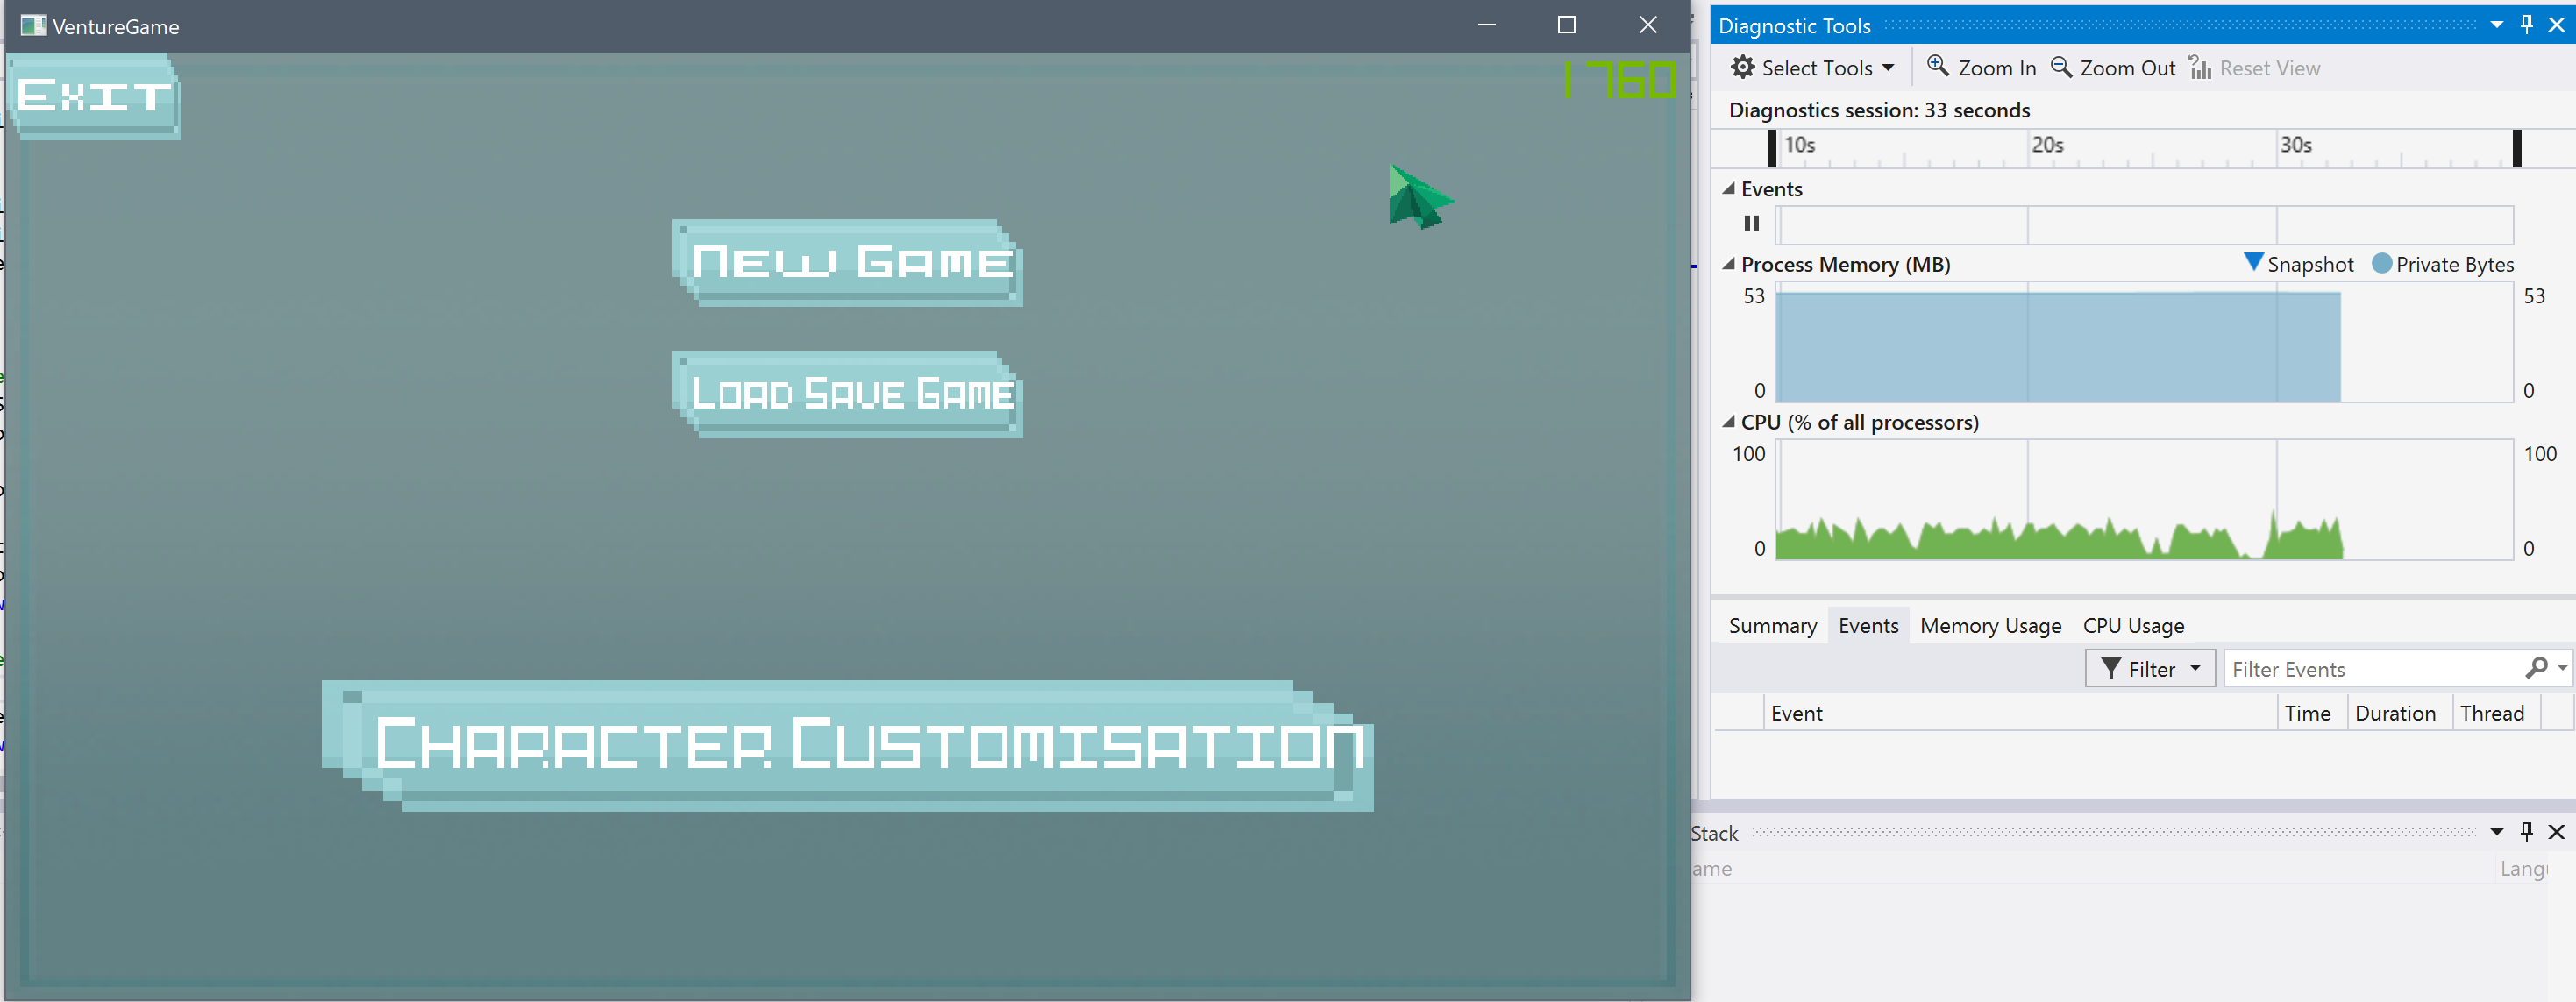 VentureGame
Exit
1760
New Game
Load Save Game
Character Customisation
Diagnostic Tools
Select Tools Zoom In Zoom Out Reset View
Diagnostics session: 33 seconds
10s 20s 30s
Events
Process Memory (MB) Snapshot Private Bytes
53 53
0 0
CPU (% of all processors)
100 100
0 0
Summary Events Memory Usage CPU Usage
Filter Filter Events
Event Time Duration Thread
Stack
ame Lang